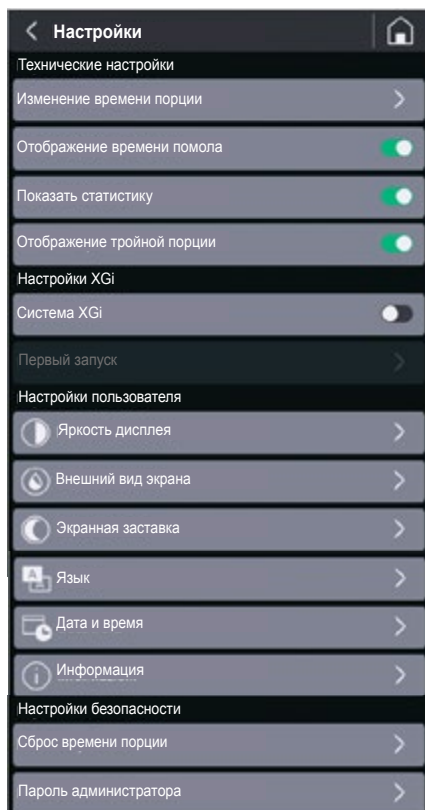 Настройки
Технические настройки
Изменение времени порции
Отображение времени помола
Показать статистику
Отображение тройной порции
Настройки XGi
Система XGi
Первый запуск
Настройки пользователя
Яркость дисплея
Внешний вид экрана
Экранная заставка
Язык
Дата и время
Информация
Настройки безопасности
Сброс времени порции
Пароль администратора